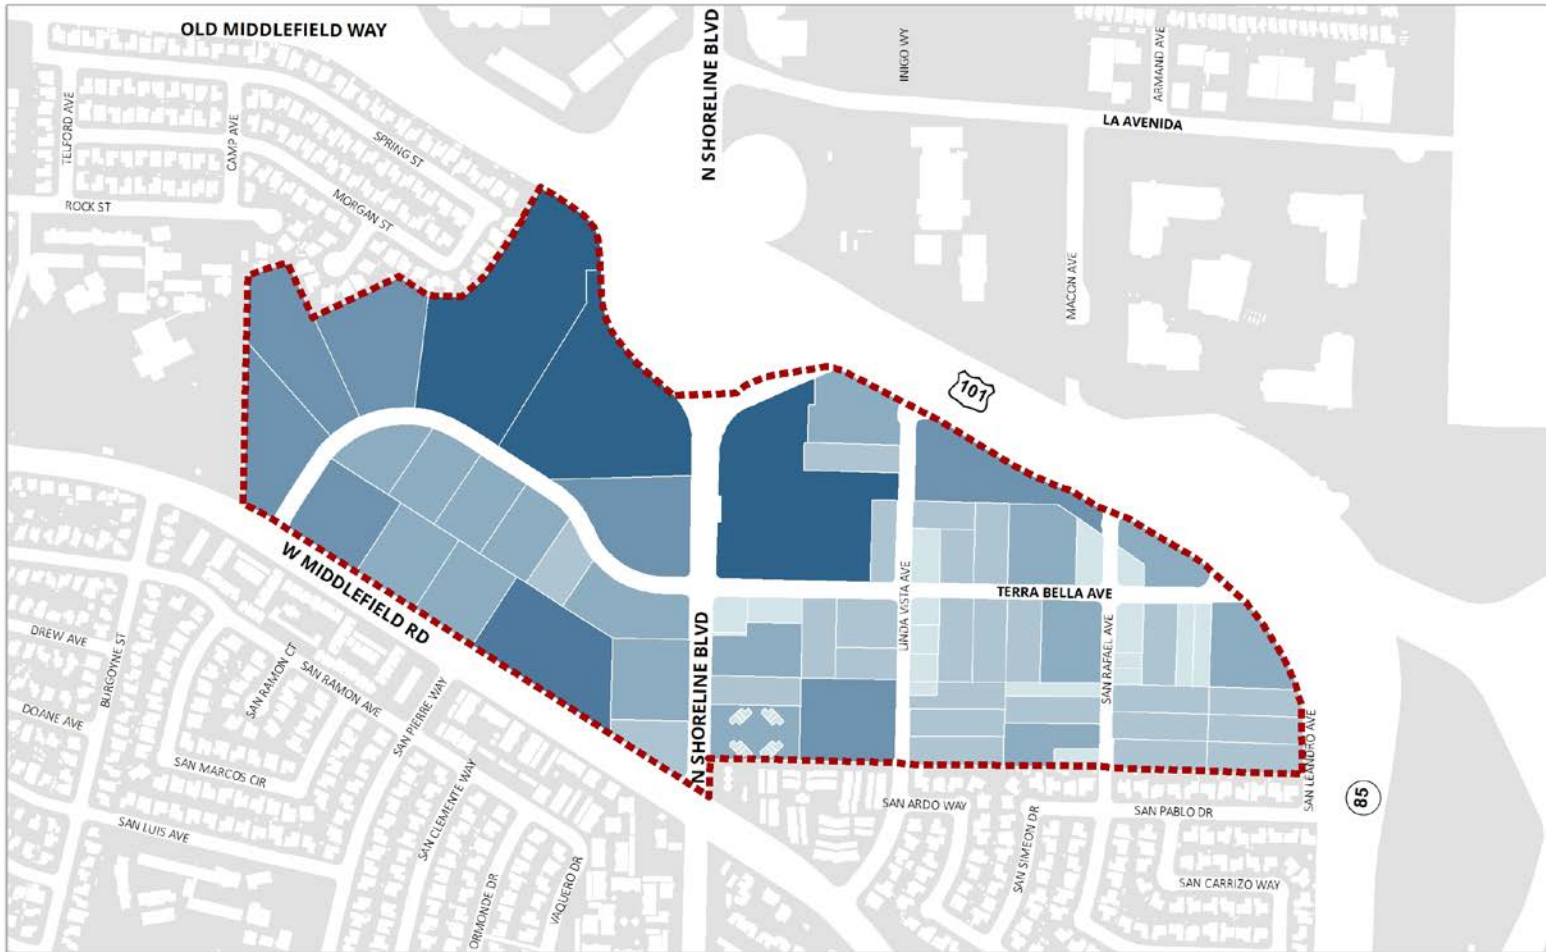 OLD MIDDLEFIELD WAY
N SHORELINE BLVD
INIGO WY
ARMAND AVE
LA AVENIDA
TELFORD AVE
CAMP AVE
SPRING ST
MORGAN ST
ROCK ST
MACON AVE
101
W MIDDLEFIELD RD
N SHORELINE BLVD
LINDA VISTA AVE
TERRA BELLA AVE
SAN RAFAEL AVE
SAN LEANDRO AVE
85
DREW AVE
BURGOYNE ST
SAN RAMON CT
SAN RAMON AVE
SAN PIERRE WAY
DOANE AVE
SAN MARCOS CIR
SAN CLEMENTE WAY
SAN LUIS AVE
ORMONDE DR
VAQUERO DR
SAN ARDO WAY
SAN SIMEON DR
SAN PABLO DR
SAN CARRIZO WAY